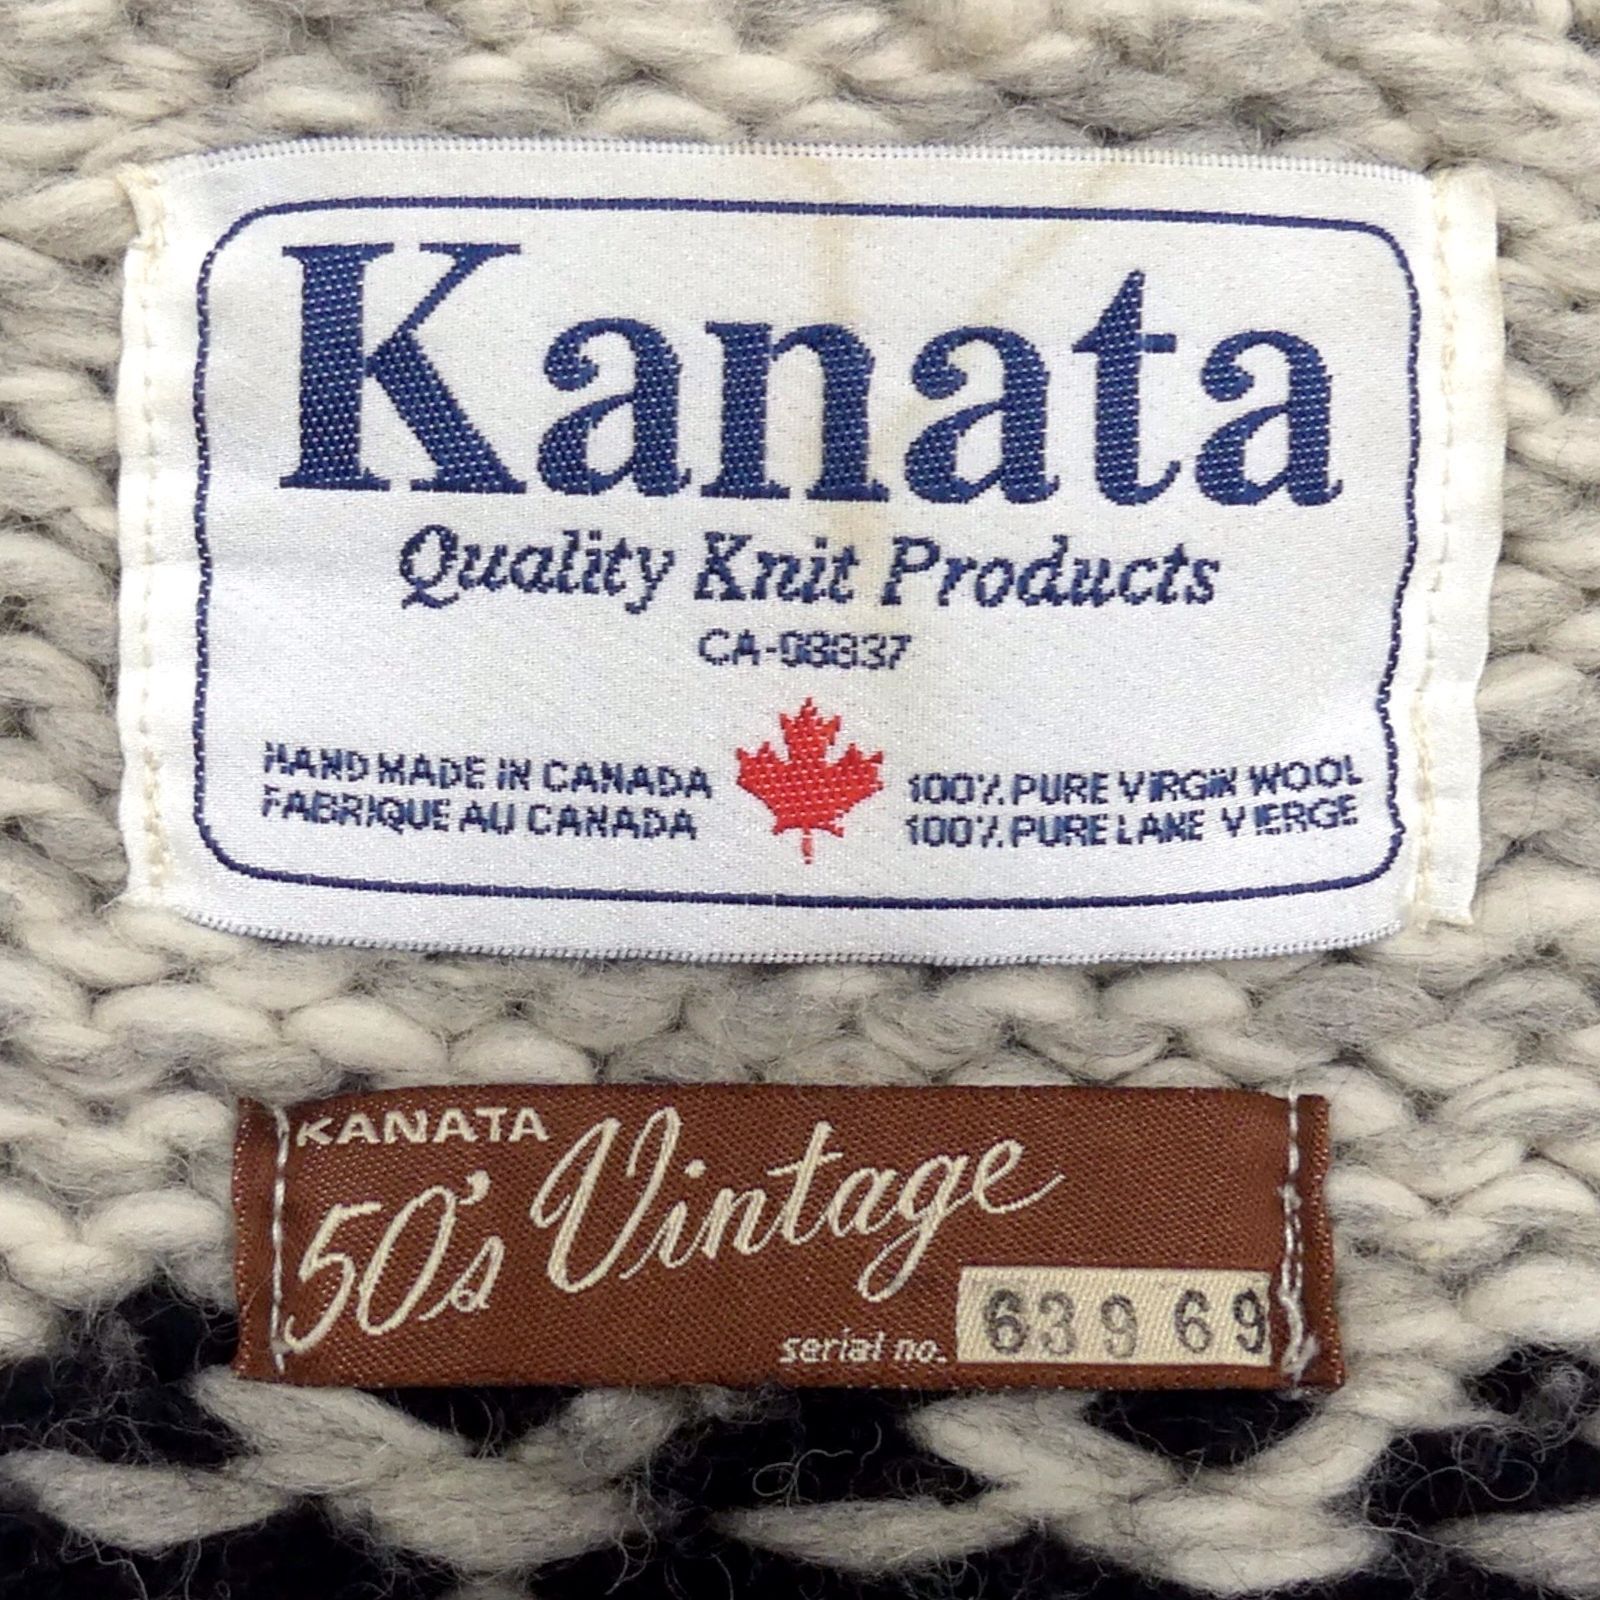 Kanata
Quality Knit Products
CA-08837
HAND MADE IN CANADA
FABRIQUE AU CANADA
100% PURE VIRGIN WOOL
100% PURE LANE VIERGE
KANATA
50's Vintage
serial no. 63969